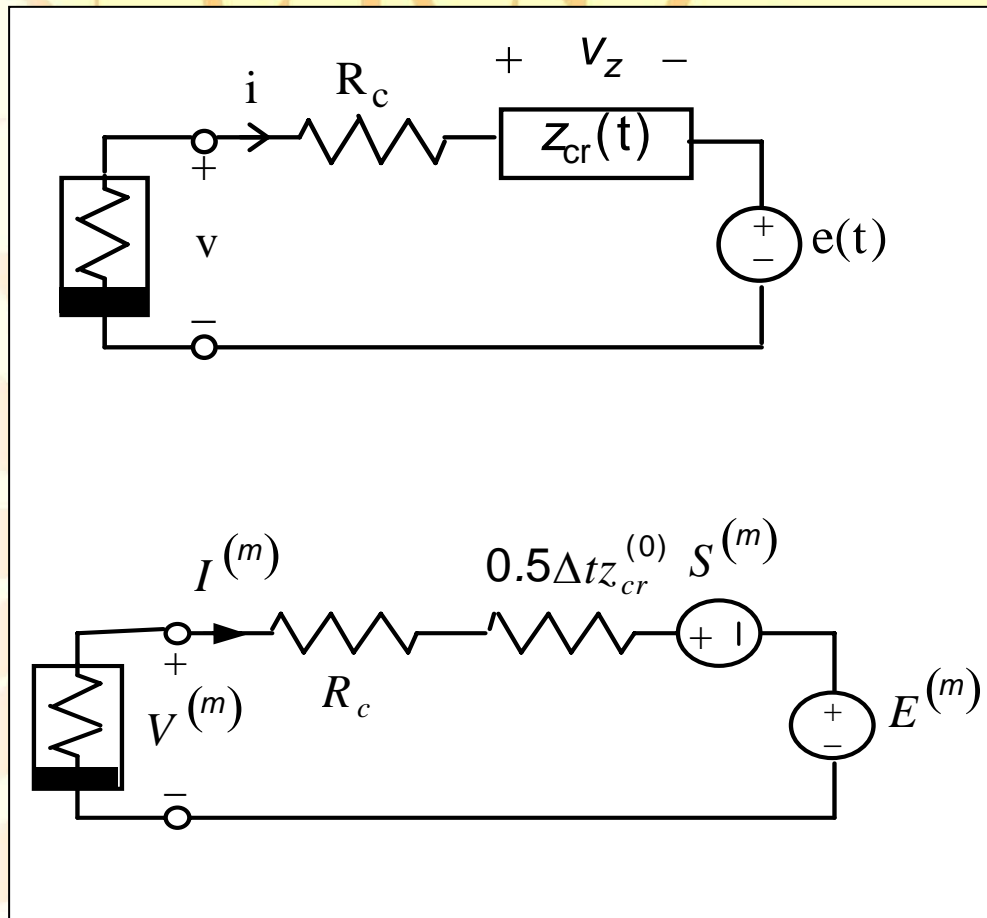 + v_z −
i R_c z_cr(t)
+
v + − e(t)
−
I^(m) 0.5Δtz_cr^(0) S^(m)
+ −
+ R_c
V^(m) + − E^(m)
−